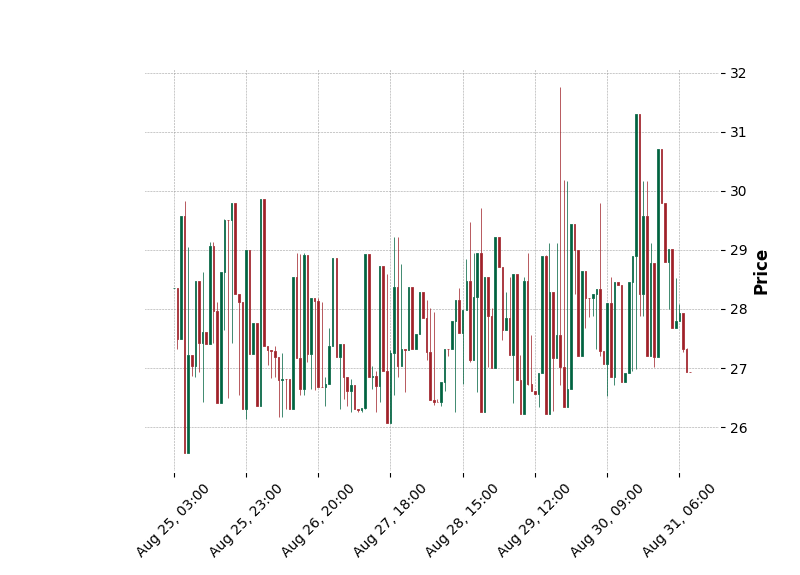 32
31
30
29
28
27
26
Price
Aug 25, 03:00
Aug 25, 23:00
Aug 26, 20:00
Aug 27, 18:00
Aug 28, 15:00
Aug 29, 12:00
Aug 30, 09:00
Aug 31, 06:00